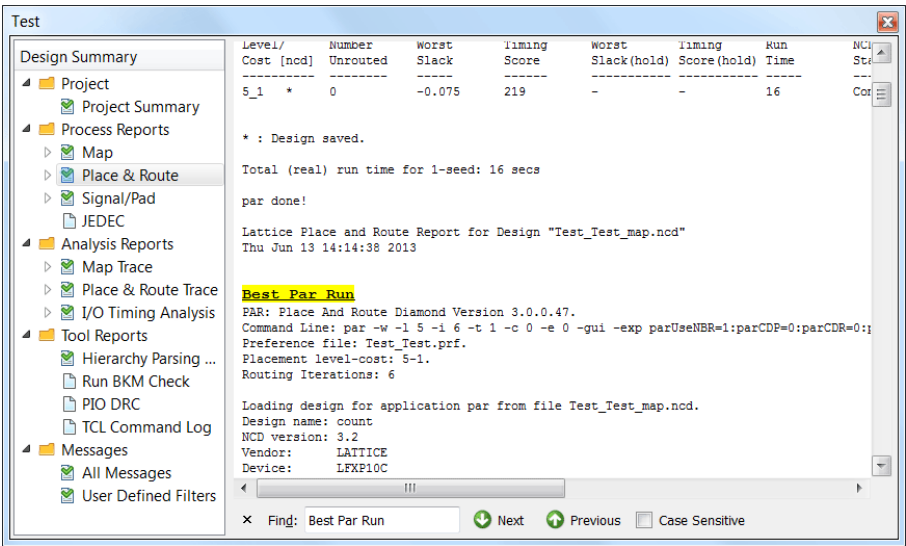 Test
Design Summary
Project
Project Summary
Process Reports
Map
Place & Route
Signal/Pad
JEDEC
Analysis Reports
Map Trace
Place & Route Trace
I/O Timing Analysis
Tool Reports
Hierarchy Parsing ...
Run BKM Check
PIO DRC
TCL Command Log
Messages
All Messages
User Defined Filters
Level/ Number Worst Timing Worst Timing Run
Cost [ncd] Unrouted Slack Score Slack(hold) Score(hold) Time
---------- -------- ----- ------ ----------- ----------- -----
5_1 * 0 -0.075 219 - - 16
* : Design saved.
Total (real) run time for 1-seed: 16 secs
par done!
Lattice Place and Route Report for Design "Test_Test_map.ncd"
Thu Jun 13 14:14:38 2013
Best Par Run
PAR: Place And Route Diamond Version 3.0.0.47.
Command Line: par -w -l 5 -i 6 -t 1 -c 0 -e 0 -gui -exp parUseNBR=1:parCDP=0:parCDR=0:
Preference file: Test_Test.prf.
Placement level-cost: 5-1.
Routing Iterations: 6
Loading design for application par from file Test_Test_map.ncd.
Design name: count
NCD version: 3.2
Vendor: LATTICE
Device: LFXP10C
× Find: Best Par Run Next Previous Case Sensitive